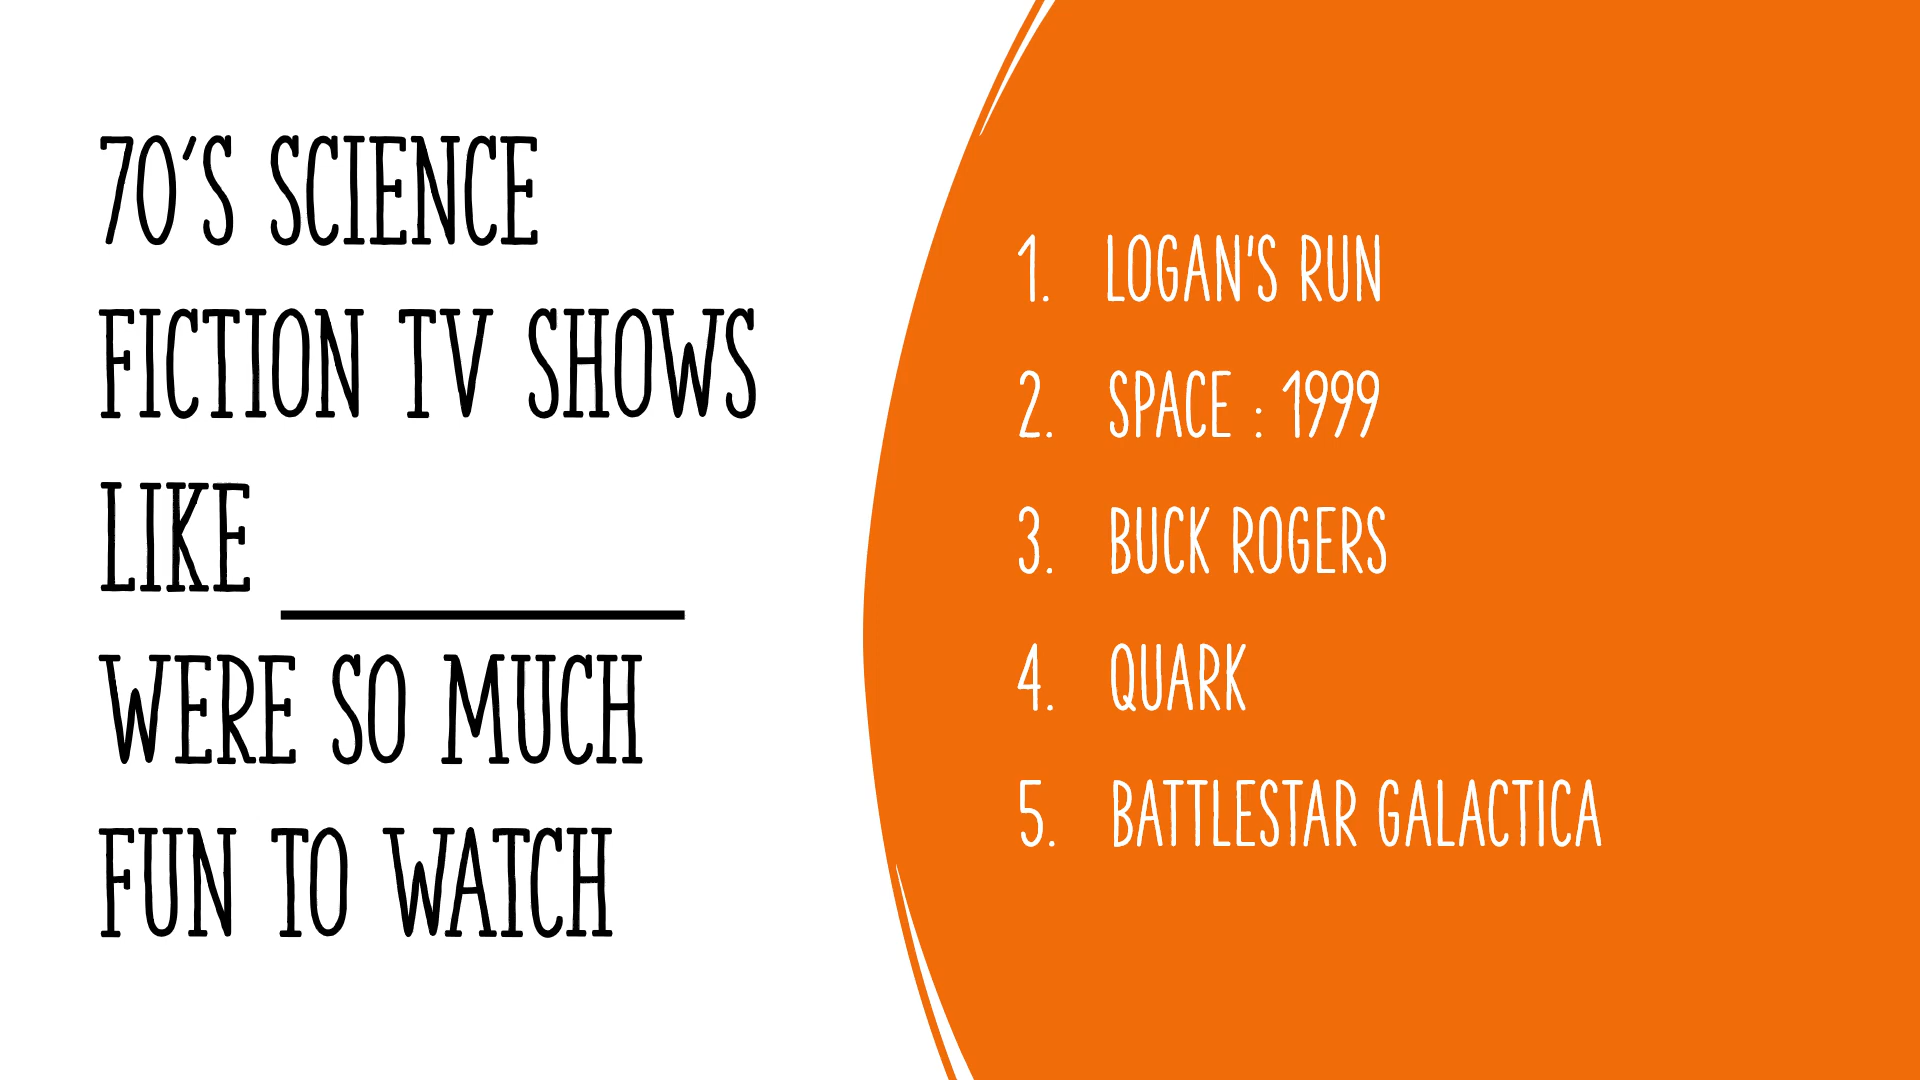 70'S SCIENCE
FICTION TV SHOWS
LIKE __________
WERE SO MUCH
FUN TO WATCH
1. LOGAN'S RUN
2. SPACE : 1999
3. BUCK ROGERS
4. QUARK
5. BATTLESTAR GALACTICA